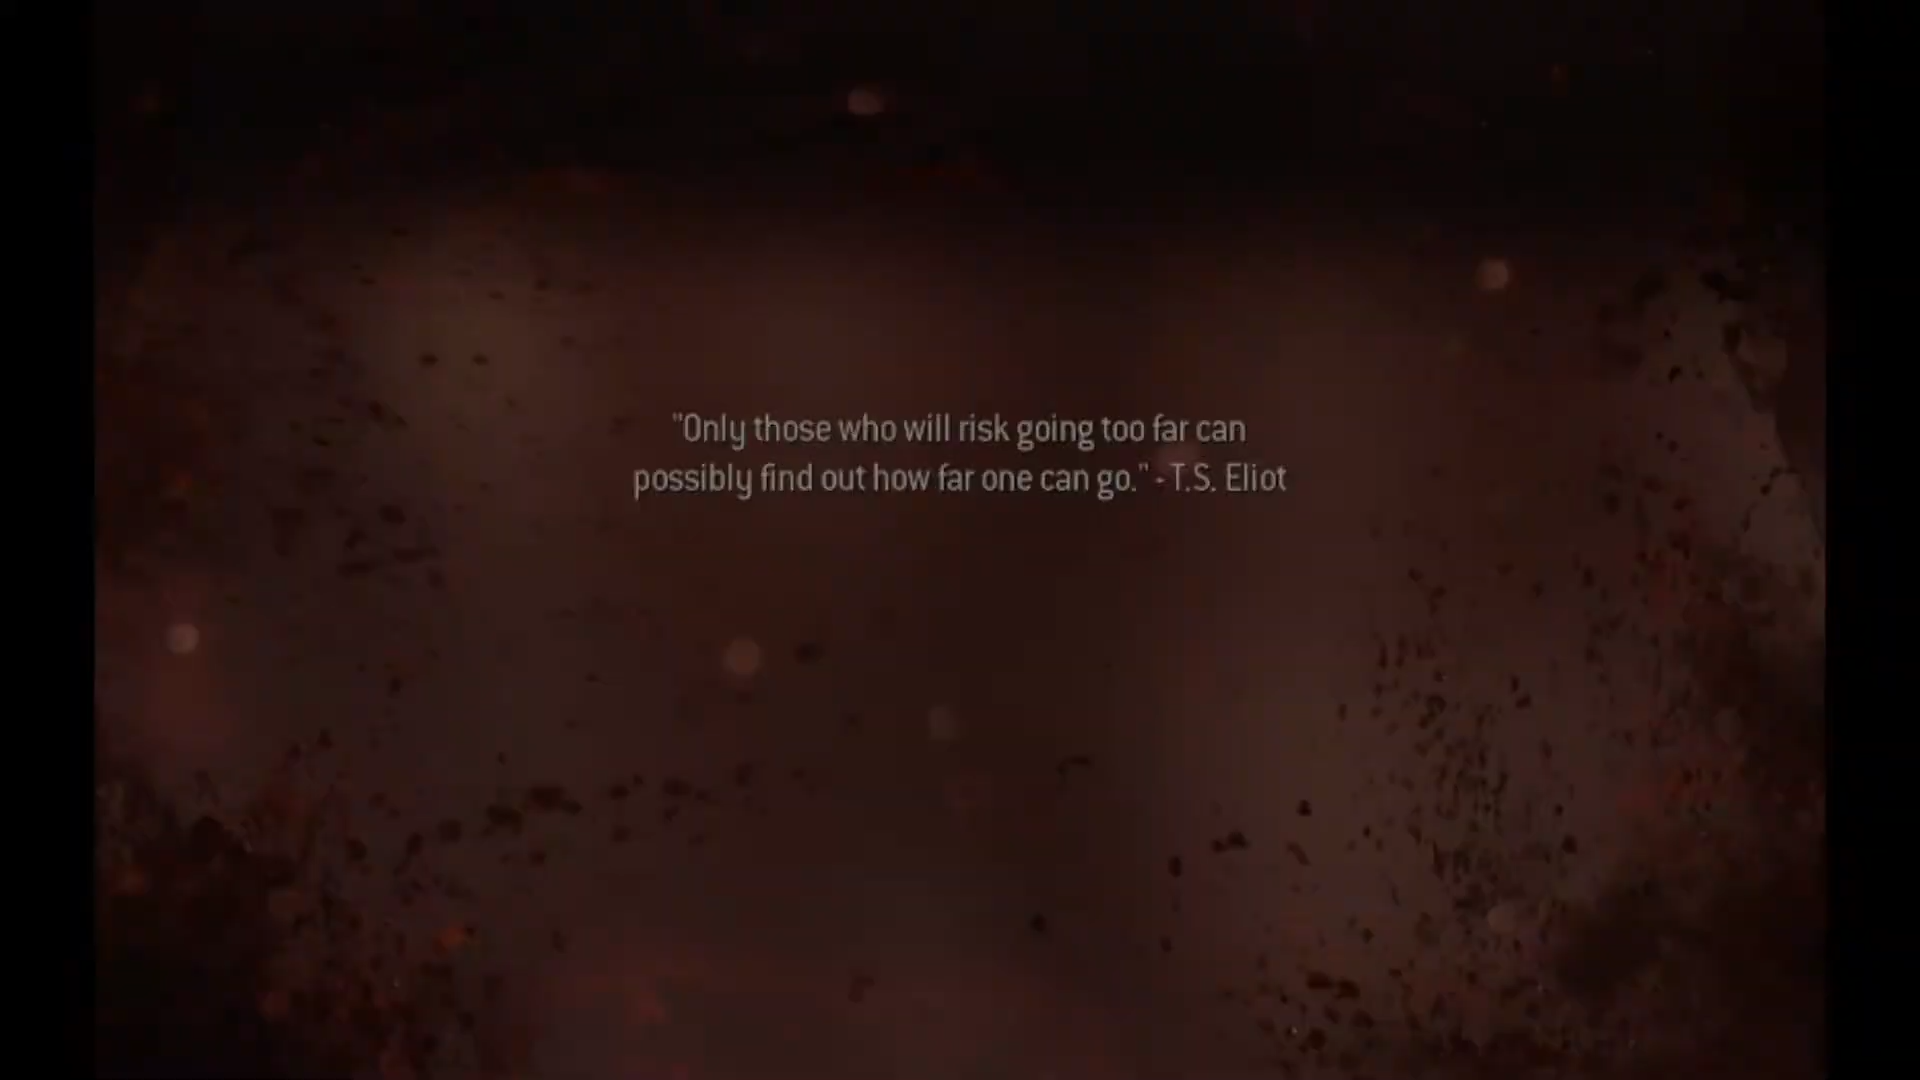 "Only those who will risk going too far can
possibly find out how far one can go." - T.S. Eliot